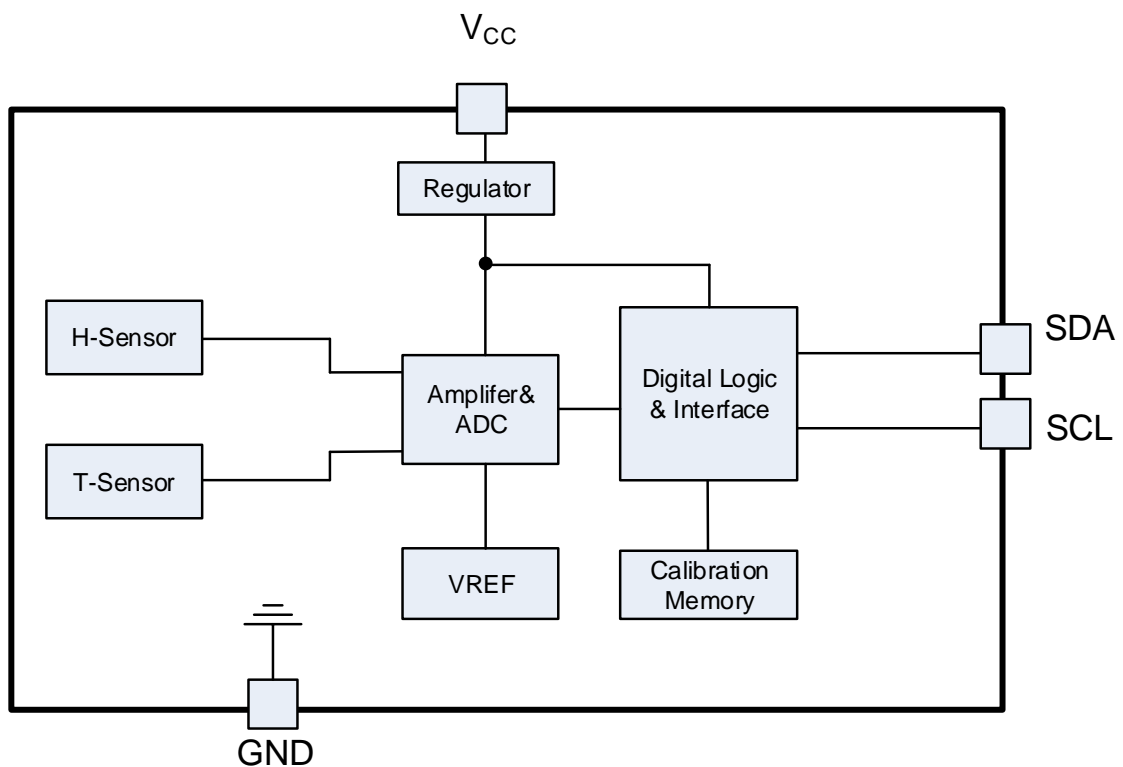 VCC
Regulator
H-Sensor
SDA
Amplifer&
ADC
Digital Logic
& Interface
SCL
T-Sensor
VREF
Calibration
Memory
GND